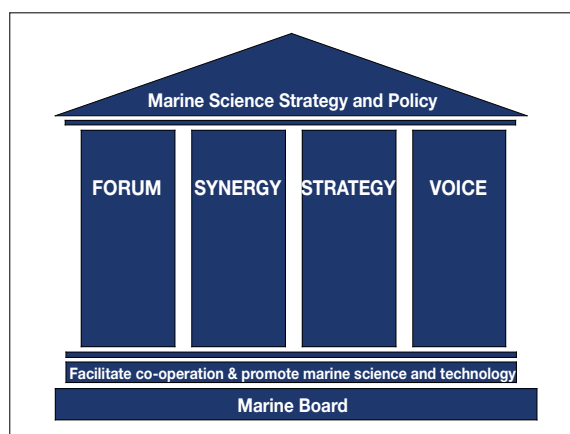 Marine Science Strategy and Policy
FORUM SYNERGY STRATEGY VOICE
Facilitate co-operation & promote marine science and technology
Marine Board